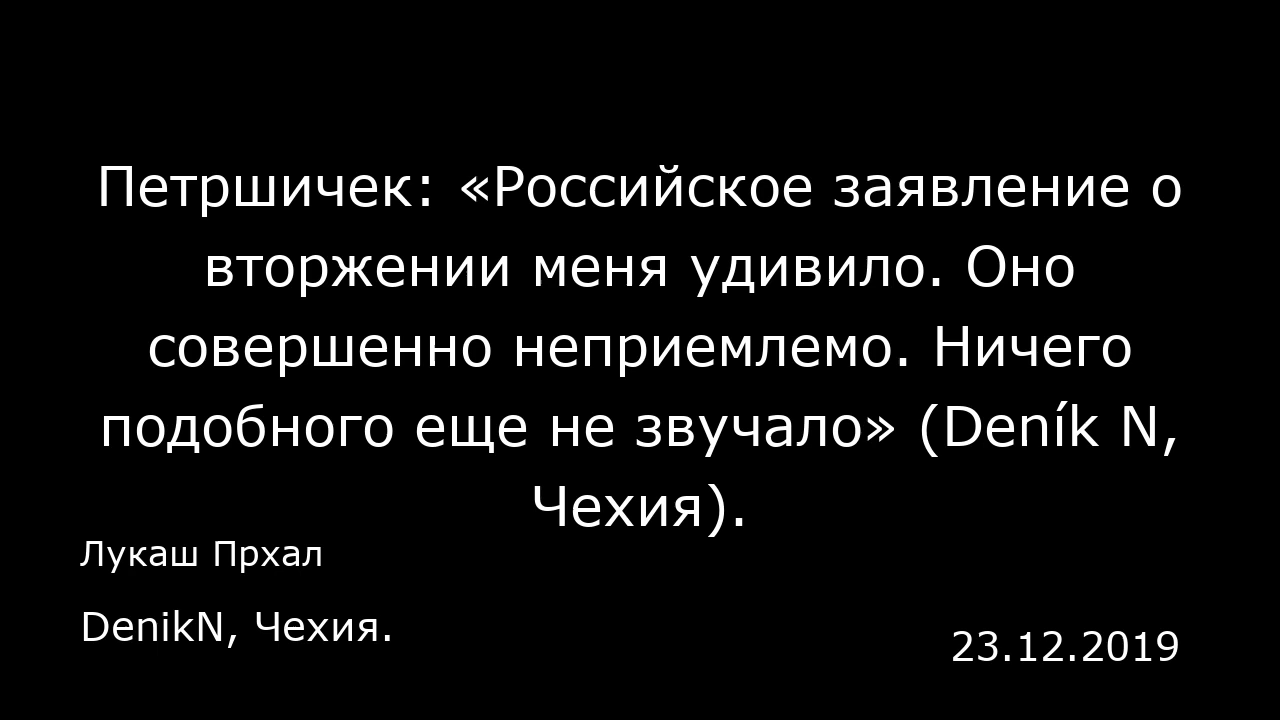 Петршичек: «Российское заявление о
вторжении меня удивило. Оно
совершенно неприемлемо. Ничего
подобного еще не звучало» (Deník N,
Чехия).
Лукаш Прхал
DenikN, Чехия.
23.12.2019